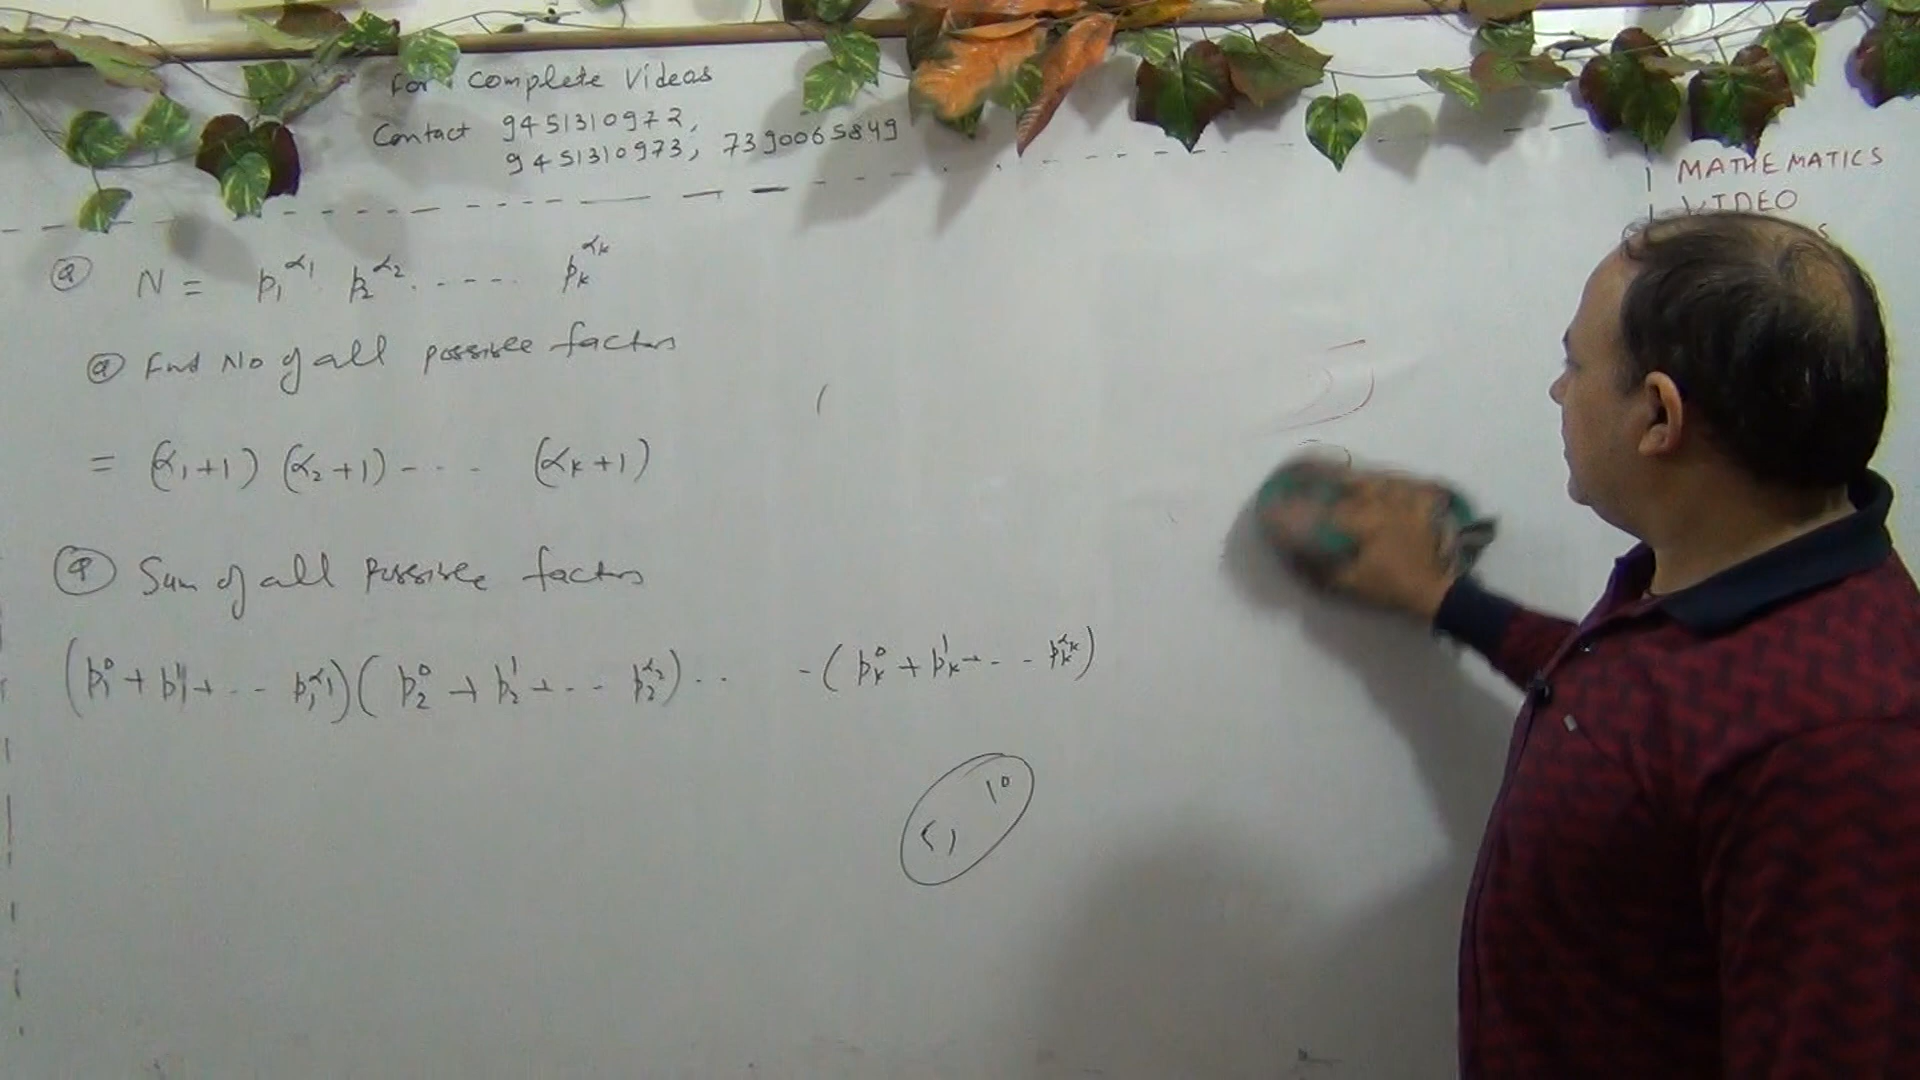 For complete Videos
Contact 9451310972,
9451310973, 7390065849
MATHEMATICS
VIDEO
Q N = p₁^α₁ p₂^α₂ . - - - . p_k^α_k
Q Find No of all possible factors
= (α₁+1) (α₂+1) - - - (α_k+1)
Q Sum of all Possible factors
(p₁⁰ + p₁¹ + - - p₁^α₁) (p₂⁰ + p₂¹ + - - p₂^α₂) - - - (p_k⁰ + p_k¹ + - - p_k^α_k)
10